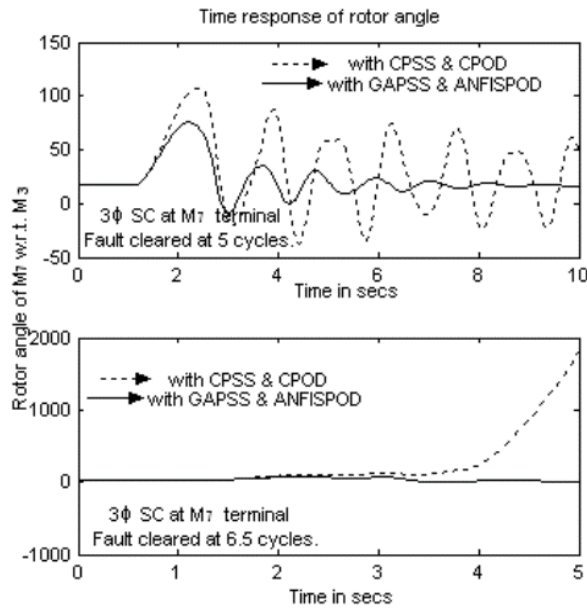 Time response of rotor angle
150
100
50
0
-50
with CPSS & CPOD
with GAPSS & ANFISPOD
3ϕ SC at M7 terminal
Fault cleared at 5 cycles.
0 2 4 6 8 10
Time in secs
Rotor angle of M7 w.r.t. M3
2000
1000
0
-1000
with CPSS & CPOD
with GAPSS & ANFISPOD
3ϕ SC at M7 terminal
Fault cleared at 6.5 cycles.
0 1 2 3 4 5
Time in secs